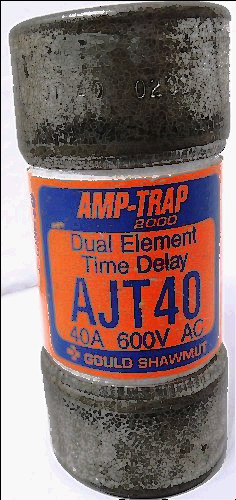 AMP-TRAP
2000
Dual Element
Time Delay
AJT40
40A 600V AC
GOULD SHAWMUT